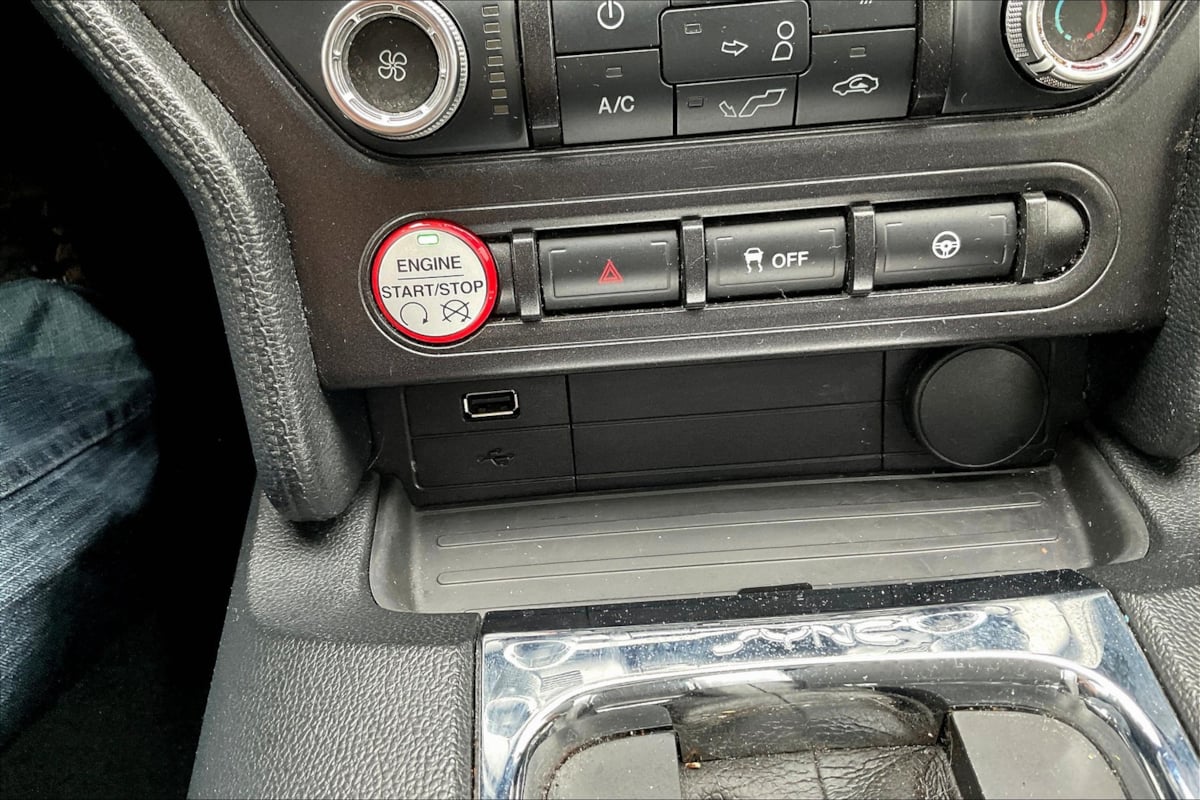 A/C
ENGINE
START/STOP
OFF
SYNC